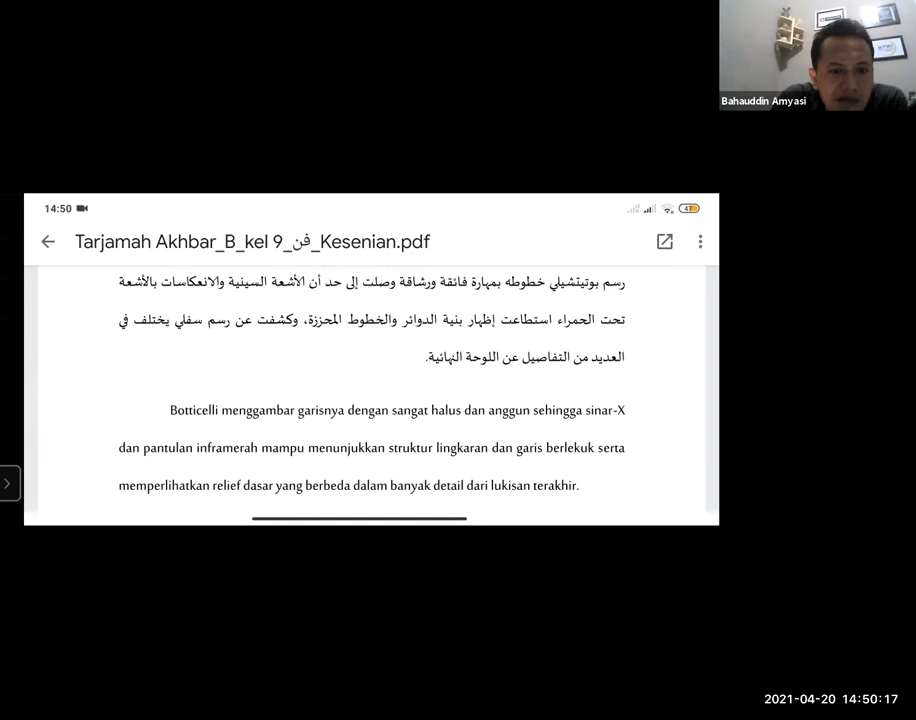 Bahauddin Amyasi
14:50
47
Tarjamah Akhbar_B_kel 9_فن_Kesenian.pdf
رسم بوتيتشيلي خطوطه بمهارة فائقة ورشاقة وصلت إلى حد أن الأشعة السينية والانعكاسات بالأشعة
تحت الحمراء استطاعت إظهار بنية الدوائر والخطوط المحززة، وكشفت عن رسم سفلي يختلف في
العديد من التفاصيل عن اللوحة النهائية.
Botticelli menggambar garisnya dengan sangat halus dan anggun sehingga sinar-X
dan pantulan inframerah mampu menunjukkan struktur lingkaran dan garis berlekuk serta
memperlihatkan relief dasar yang berbeda dalam banyak detail dari lukisan terakhir.
2021-04-20 14:50:17